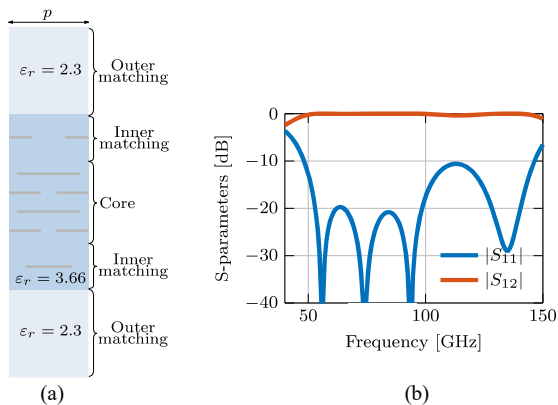 p
εr = 2.3
Outer
matching
Inner
matching
Core
Inner
matching
εr = 3.66
εr = 2.3
Outer
matching
(a)
S-parameters [dB]
0
−10
−20
−30
−40
|S11|
|S12|
50
100
150
Frequency [GHz]
(b)